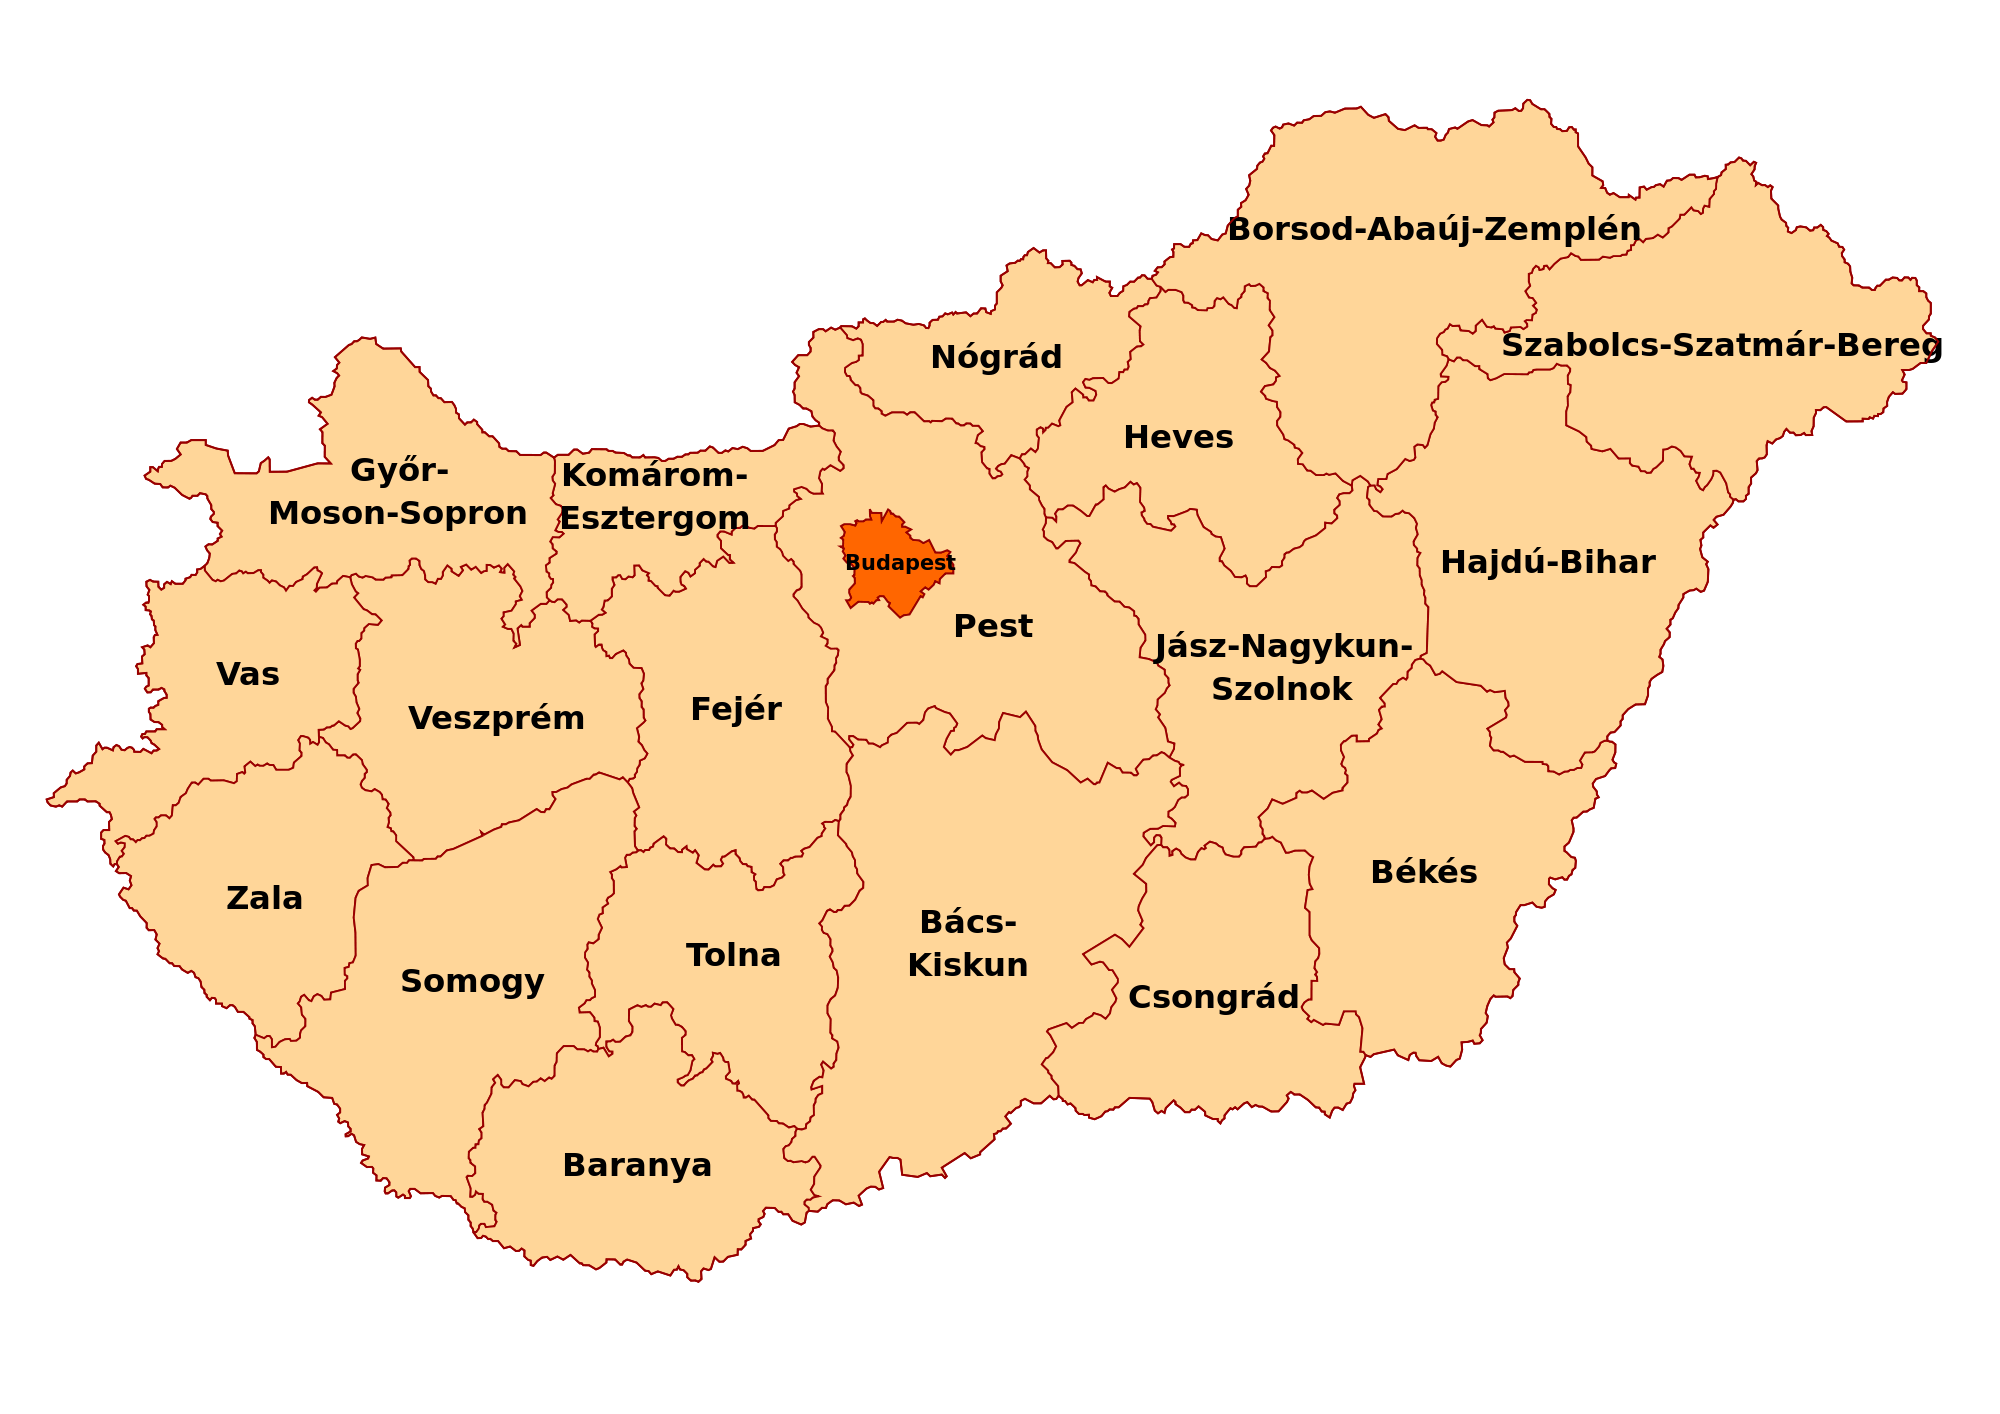 Borsod-Abaúj-Zemplén
Szabolcs-Szatmár-Bereg
Nógrád
Heves
Győr-
Moson-Sopron
Komárom-
Esztergom
Budapest
Hajdú-Bihar
Pest
Jász-Nagykun-
Szolnok
Vas
Veszprém
Fejér
Békés
Zala
Bács-
Kiskun
Tolna
Somogy
Csongrád
Baranya